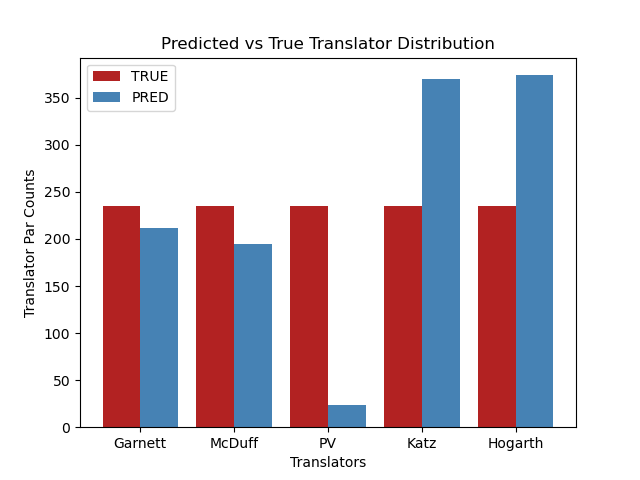 Predicted vs True Translator Distribution
TRUE
PRED
Translator Par Counts
350
300
250
200
150
100
50
0
Garnett McDuff PV Katz Hogarth
Translators